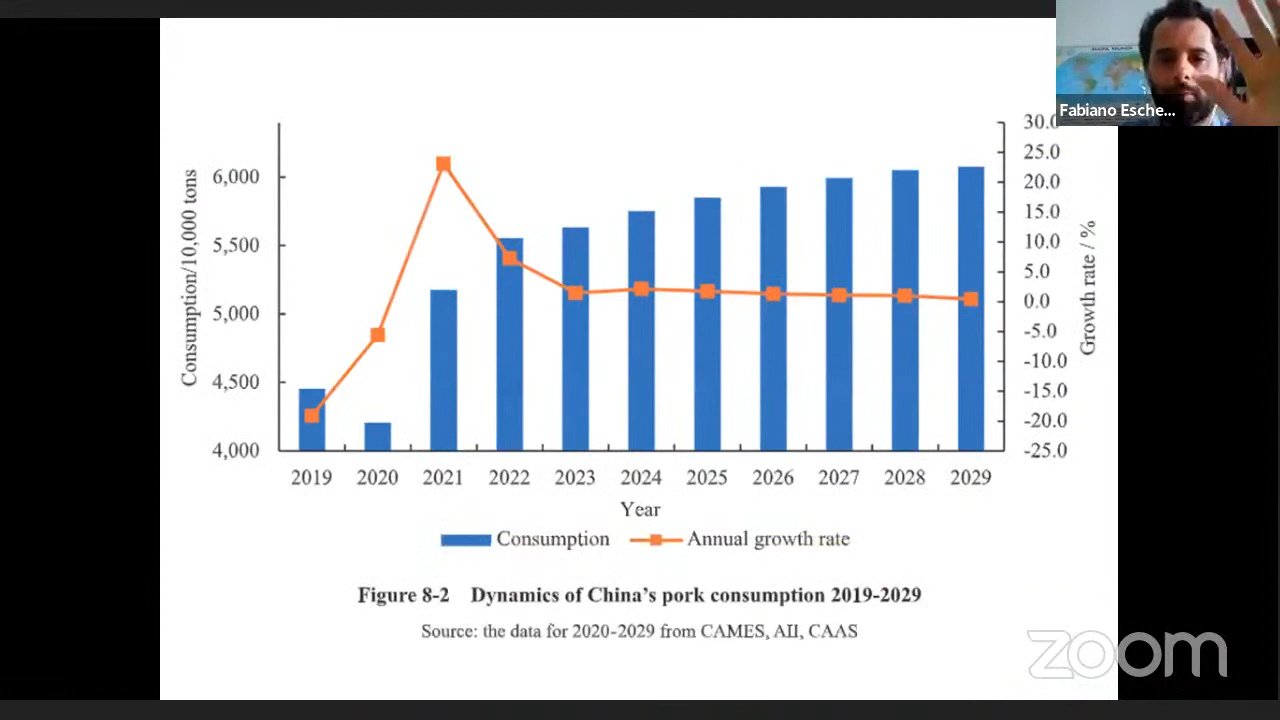 Fabiano Esche...
Consumption/10,000 tons
6,000
5,500
5,000
4,500
4,000
30.0
25.0
20.0
15.0
10.0
5.0
0.0
-5.0
-10.0
-15.0
-20.0
-25.0
Growth rate / %
2019 2020 2021 2022 2023 2024 2025 2026 2027 2028 2029
Year
Consumption Annual growth rate
Figure 8-2 Dynamics of China's pork consumption 2019-2029
Source: the data for 2020-2029 from CAMES, AII, CAAS
zoom